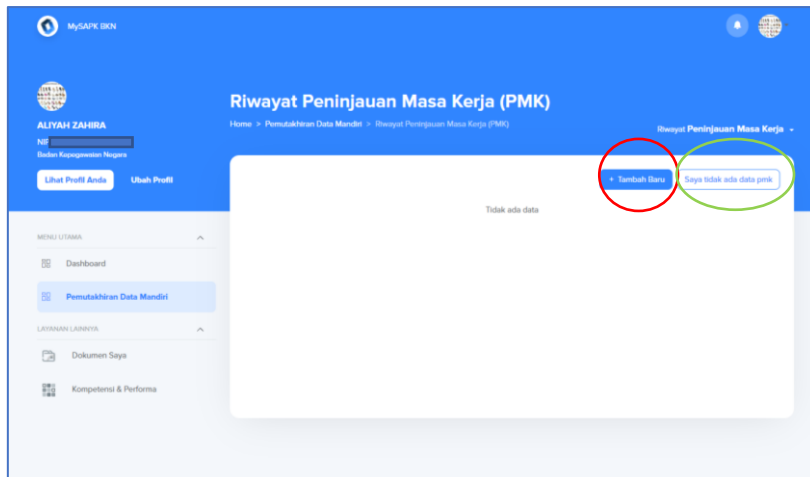 MySAPK BKN
ALIYAH ZAHIRA
NIP
Badan Kepegawaian Negara
Lihat Profil Anda
Ubah Profil
Riwayat Peninjauan Masa Kerja (PMK)
Home > Pemutakhiran Data Mandiri > Riwayat Peninjauan Masa Kerja (PMK)
Riwayat Peninjauan Masa Kerja
+ Tambah Baru
Saya tidak ada data pmk
Tidak ada data
MENU UTAMA
Dashboard
Pemutakhiran Data Mandiri
LAYANAN LAINNYA
Dokumen Saya
Kompetensi & Performa